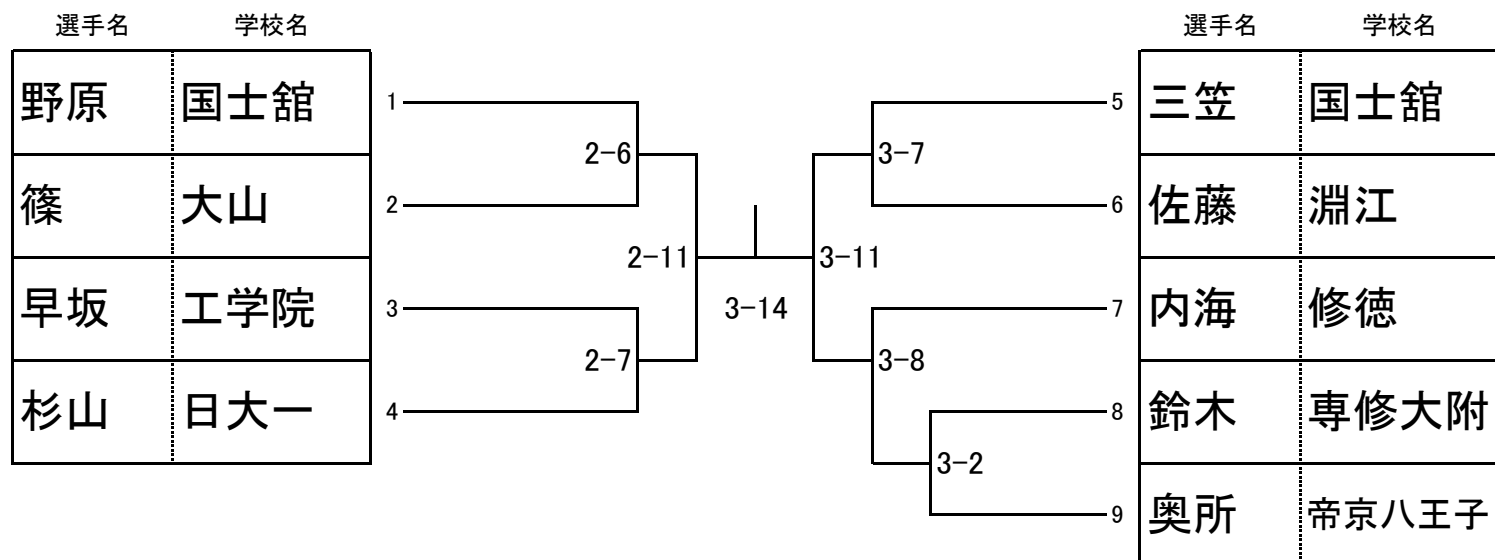 選手名 学校名
野原 国士舘 1
2-6
篠 大山 2
2-11
早坂 工学院 3
2-7
杉山 日大一 4
3-14
選手名 学校名
5 三笠 国士舘
3-7
6 佐藤 淵江
3-11
7 内海 修徳
3-8
8 鈴木 専修大附
3-2
9 奥所 帝京八王子